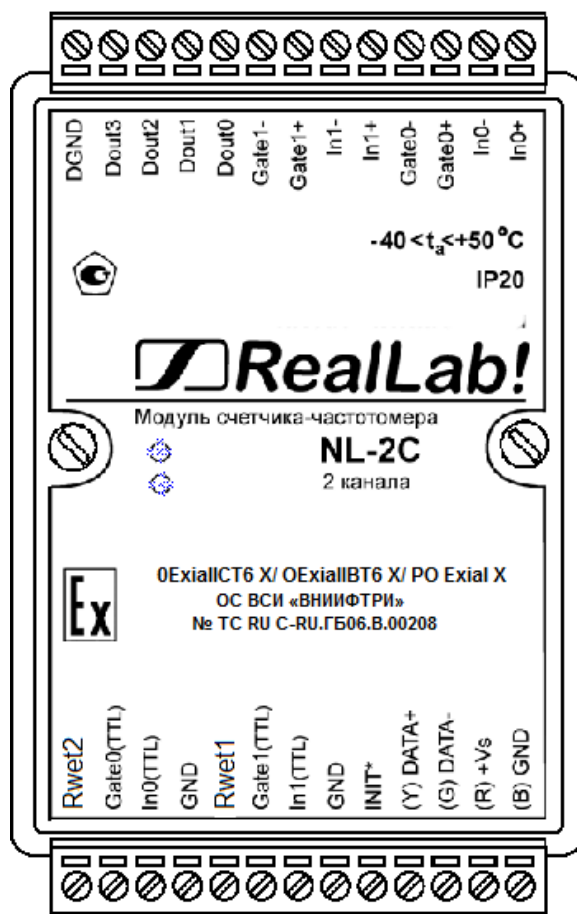 DGND
Dout3
Dout2
Dout1
Dout0
Gate1-
Gate1+
In1-
In1+
Gate0-
Gate0+
In0-
In0+
-40<tₐ<+50°C
IP20
RealLab!
Модуль счетчика-частотомера
NL-2C
2 канала
Ex
0ExiaIICT6 X/ OExiaIIBT6 X/ PO ExiaI X
ОС ВСИ «ВНИИФТРИ»
№ ТС RU C-RU.ГБ06.В.00208
Rwet2
Gate0(TTL)
In0(TTL)
GND
Rwet1
Gate1(TTL)
In1(TTL)
GND
INIT*
(Y) DATA+
(G) DATA-
(R) +Vs
(B) GND